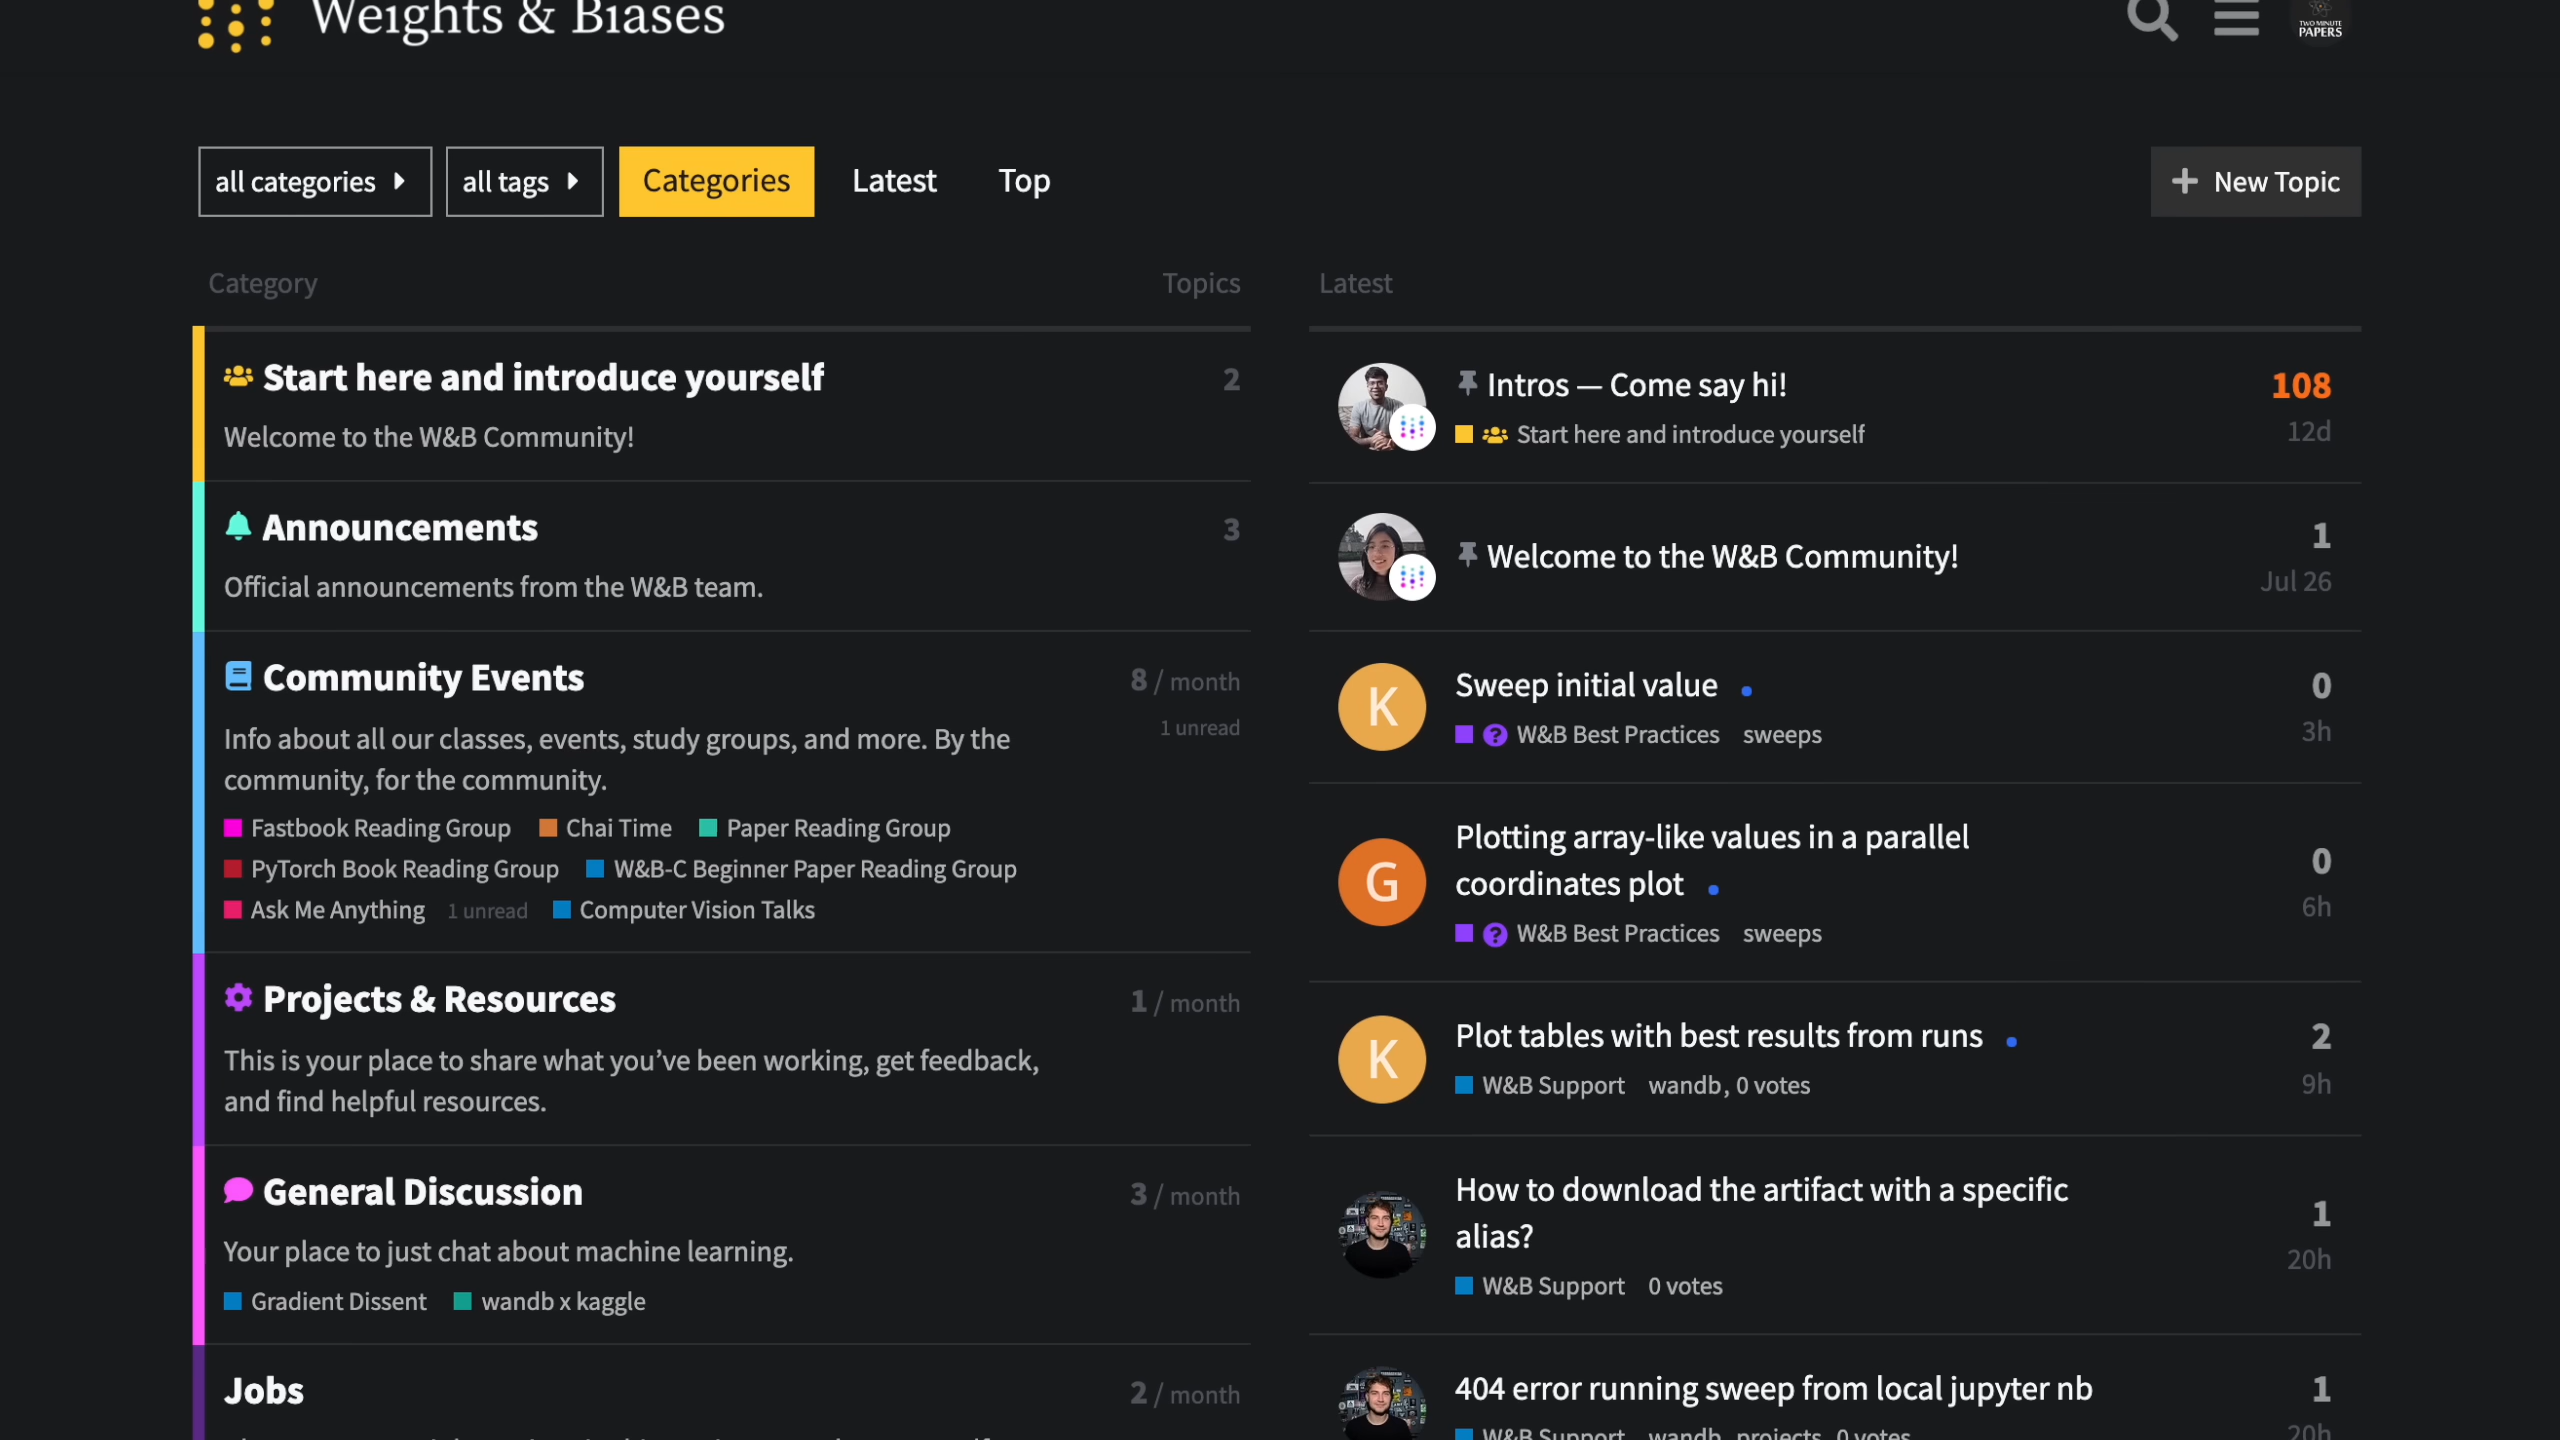 Weights & Biases
TWO MINUTE
PAPERS
all categories
all tags
Categories
Latest
Top
New Topic
Category
Topics
Start here and introduce yourself
2
Welcome to the W&B Community!
Announcements
3
Official announcements from the W&B team.
Community Events
8 / month
1 unread
Info about all our classes, events, study groups, and more. By the
community, for the community.
Fastbook Reading Group Chai Time Paper Reading Group
PyTorch Book Reading Group W&B-C Beginner Paper Reading Group
Ask Me Anything 1 unread Computer Vision Talks
Projects & Resources
1 / month
This is your place to share what you’ve been working, get feedback,
and find helpful resources.
General Discussion
3 / month
Your place to just chat about machine learning.
Gradient Dissent wandb x kaggle
Jobs
2 / month
Latest
Intros — Come say hi!
108
Start here and introduce yourself
12d
Welcome to the W&B Community!
1
Jul 26
K
Sweep initial value
0
? W&B Best Practices sweeps
3h
G
Plotting array-like values in a parallel
coordinates plot
0
6h
? W&B Best Practices sweeps
K
Plot tables with best results from runs
2
W&B Support wandb, 0 votes
9h
How to download the artifact with a specific
alias?
1
20h
W&B Support 0 votes
404 error running sweep from local jupyter nb
1
W&B Support wandb, projects, 0 votes
20h